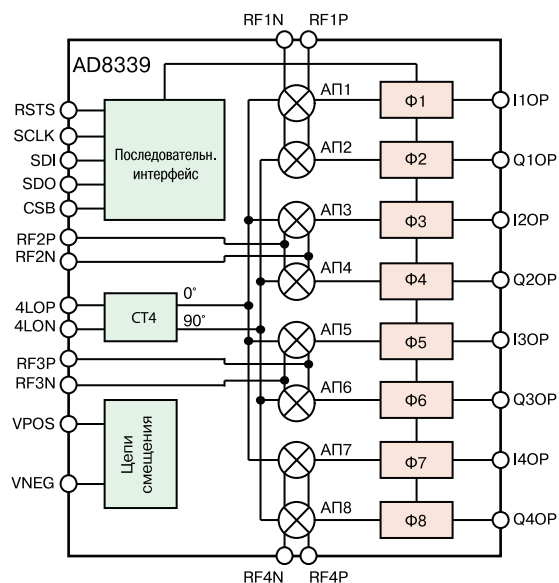 RF1N RF1P
AD8339
RSTS
SCLK
SDI
SDO
CSB
Последовательн.
интерфейс
RF2P
RF2N
4LOP
4LON
СТ4
0°
90°
RF3P
RF3N
VPOS
VNEG
Цепи
смещения
АП1
Ф1
I1OP
АП2
Ф2
Q1OP
АП3
Ф3
I2OP
АП4
Ф4
Q2OP
АП5
Ф5
I3OP
АП6
Ф6
Q3OP
АП7
Ф7
I4OP
АП8
Ф8
Q4OP
RF4N RF4P